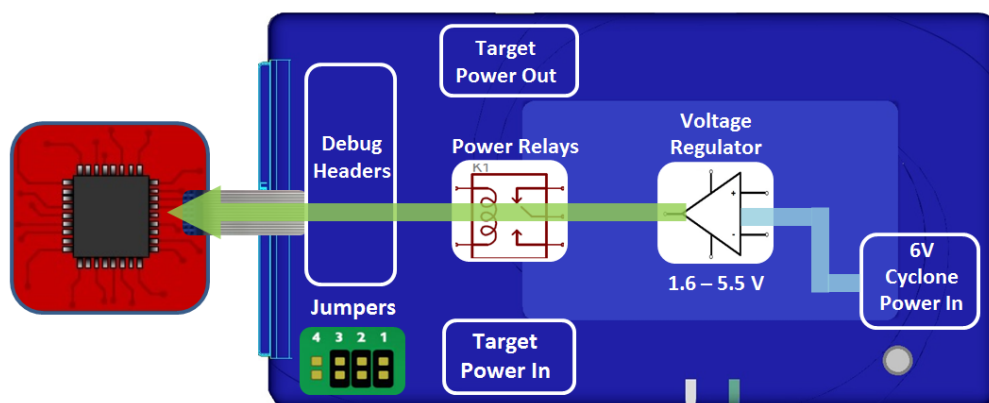 Target
Power Out
Debug
Headers
Power Relays
K1
Voltage
Regulator
+
-
1.6 – 5.5 V
6V
Cyclone
Power In
Jumpers
4 3 2 1
Target
Power In